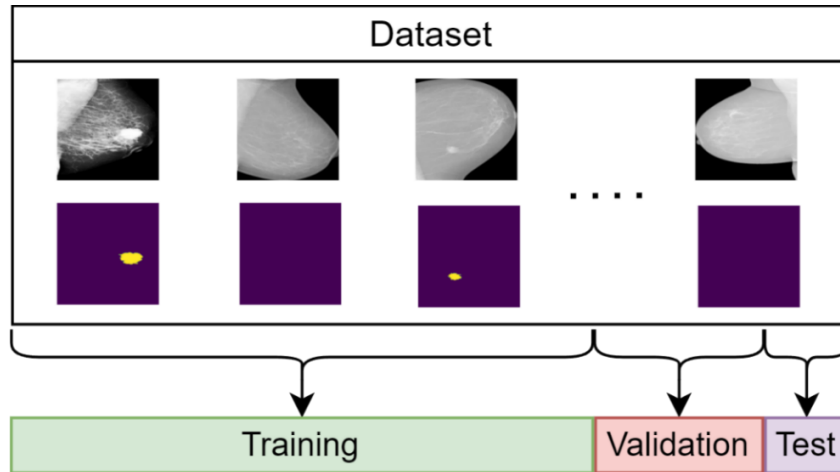 Dataset
. . . .
Training
Validation
Test